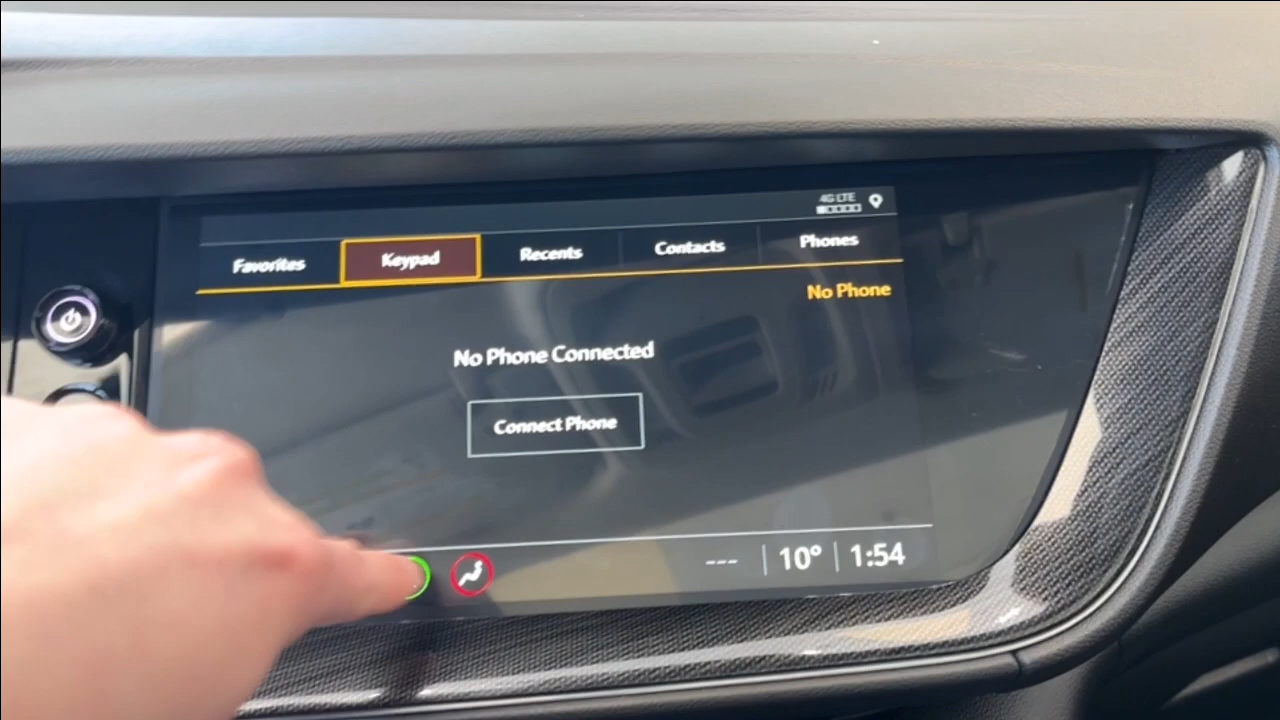 4G LTE
Favorites Keypad Recents Contacts Phones
No Phone
No Phone Connected
Connect Phone
--- 10° 1:54